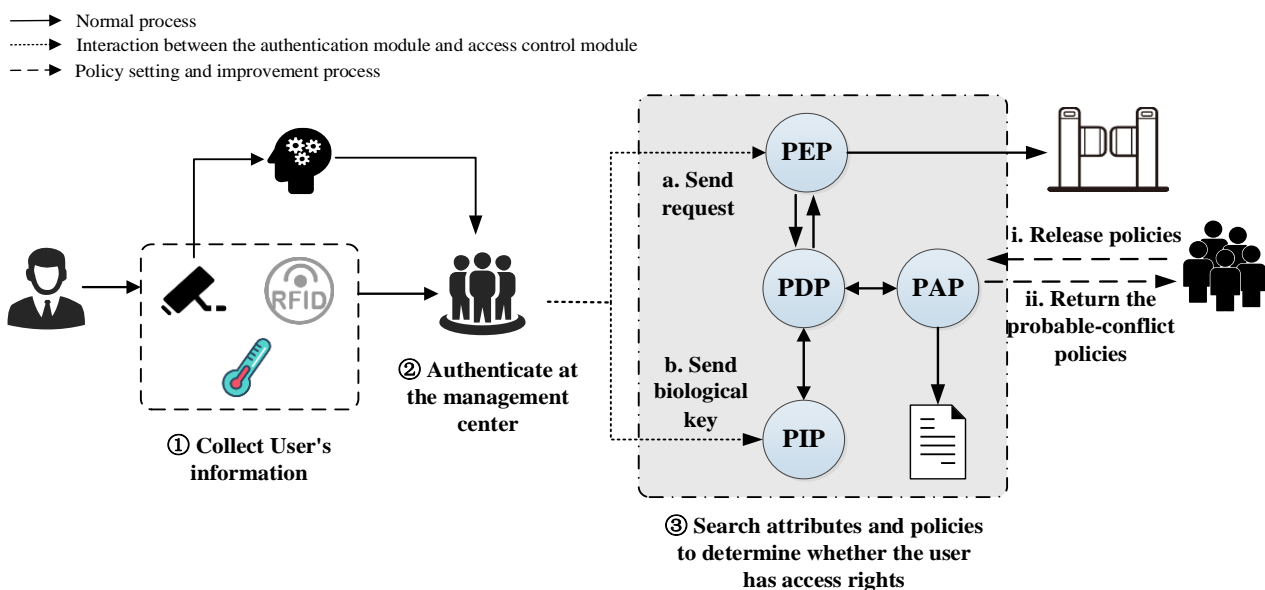 Normal process
Interaction between the authentication module and access control module
Policy setting and improvement process
RFID
① Collect User's
information
② Authenticate at
the management
center
a. Send
request
b. Send
biological
key
PEP
PDP
PAP
PIP
i. Release policies
ii. Return the
probable-conflict
policies
③ Search attributes and policies
to determine whether the user
has access rights